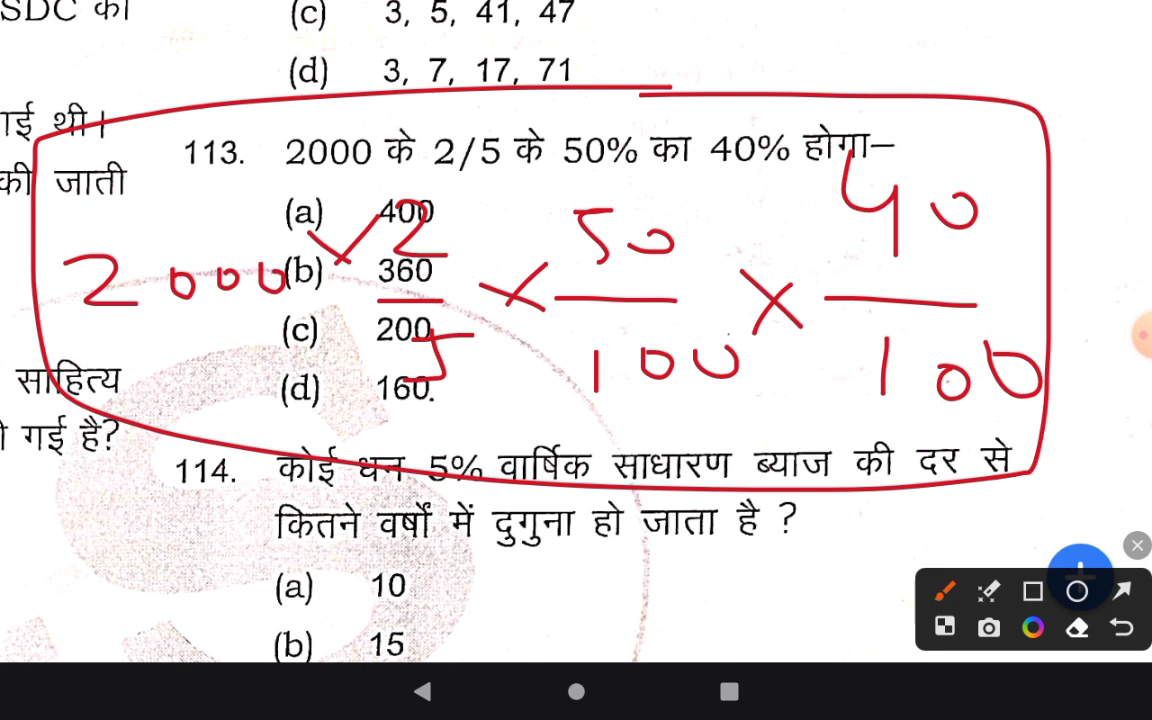 SDC का
(c) 3, 5, 41, 47
(d) 3, 7, 17, 71
गई थी।
की जाती
113. 2000 के 2/5 के 50% का 40% होगा–
(a) 400
(b) 360
(c) 200
(d) 160.
2000 × 2/5 × 50/100 × 40/100
साहित्य
गई है?
114. कोई धन 5% वार्षिक साधारण ब्याज की दर से
कितने वर्षों में दुगुना हो जाता है ?
(a) 10
(b) 15